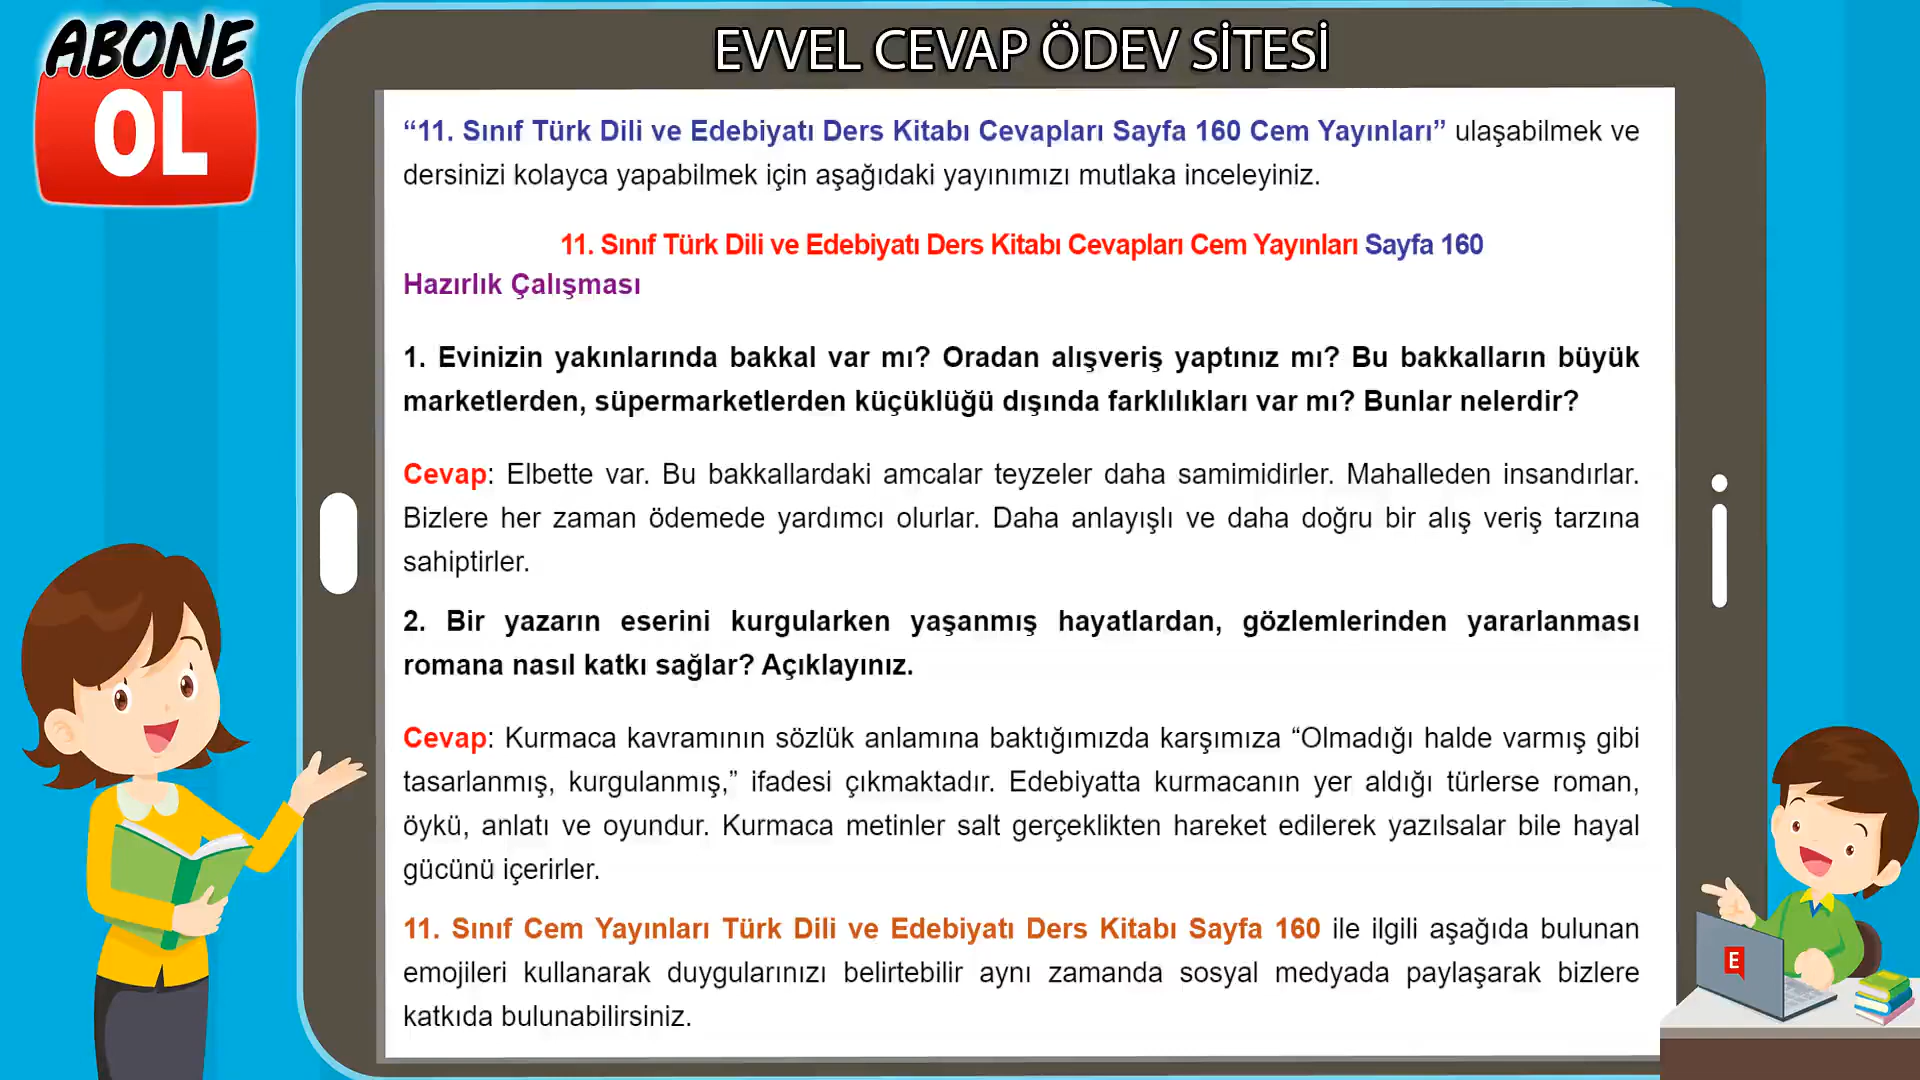 ABONE
OL
EVVEL CEVAP ÖDEV SİTESİ
“11. Sınıf Türk Dili ve Edebiyatı Ders Kitabı Cevapları Sayfa 160 Cem Yayınları” ulaşabilmek ve
dersinizi kolayca yapabilmek için aşağıdaki yayınımızı mutlaka inceleyiniz.
11. Sınıf Türk Dili ve Edebiyatı Ders Kitabı Cevapları Cem Yayınları Sayfa 160
Hazırlık Çalışması
1. Evinizin yakınlarında bakkal var mı? Oradan alışveriş yaptınız mı? Bu bakkalların büyük
marketlerden, süpermarketlerden küçüklüğü dışında farklılıkları var mı? Bunlar nelerdir?
Cevap: Elbette var. Bu bakkallardaki amcalar teyzeler daha samimidirler. Mahalleden insandırlar.
Bizlere her zaman ödemede yardımcı olurlar. Daha anlayışlı ve daha doğru bir alış veriş tarzına
sahiptirler.
2. Bir yazarın eserini kurgularken yaşanmış hayatlardan, gözlemlerinden yararlanması
romana nasıl katkı sağlar? Açıklayınız.
Cevap: Kurmaca kavramının sözlük anlamına baktığımızda karşımıza “Olmadığı halde varmış gibi
tasarlanmış, kurgulanmış,” ifadesi çıkmaktadır. Edebiyatta kurmacanın yer aldığı türlerse roman,
öykü, anlatı ve oyundur. Kurmaca metinler salt gerçeklikten hareket edilerek yazılsalar bile hayal
gücünü içerirler.
11. Sınıf Cem Yayınları Türk Dili ve Edebiyatı Ders Kitabı Sayfa 160 ile ilgili aşağıda bulunan
emojileri kullanarak duygularınızı belirtebilir aynı zamanda sosyal medyada paylaşarak bizlere
katkıda bulunabilirsiniz.
E